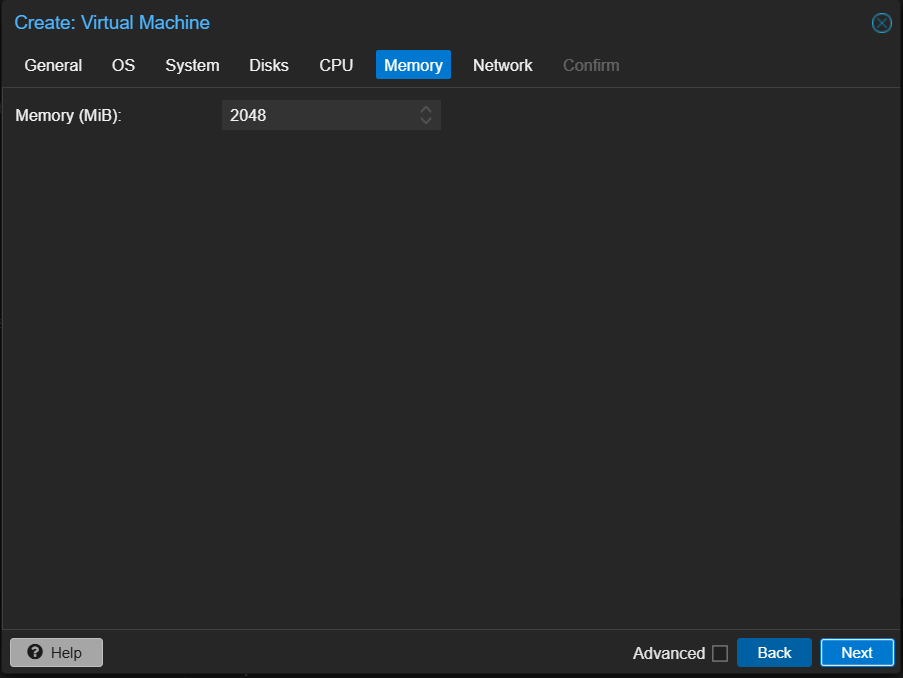 Create: Virtual Machine
General OS System Disks CPU Memory Network Confirm
Memory (MiB): 2048
Help Advanced Back Next